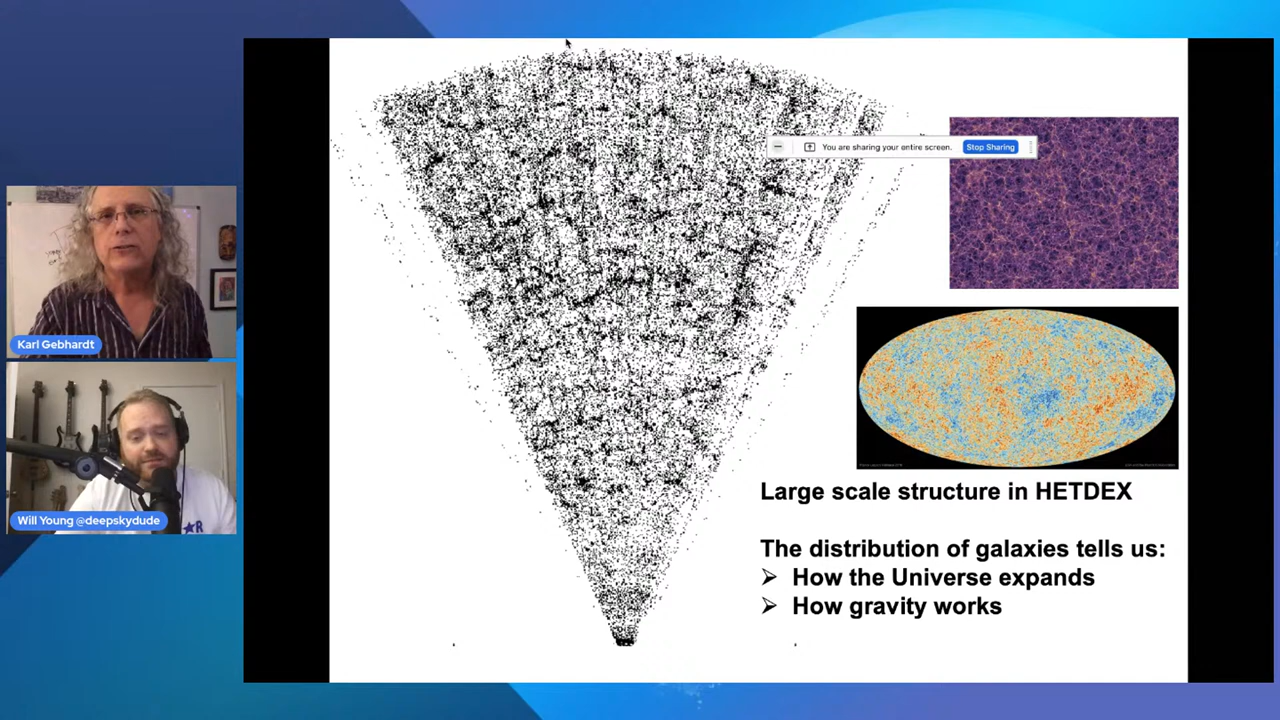 You are sharing your entire screen.
Stop Sharing
Karl Gebhardt
Will Young @deepskydude
Large scale structure in HETDEX
The distribution of galaxies tells us:
➢ How the Universe expands
➢ How gravity works